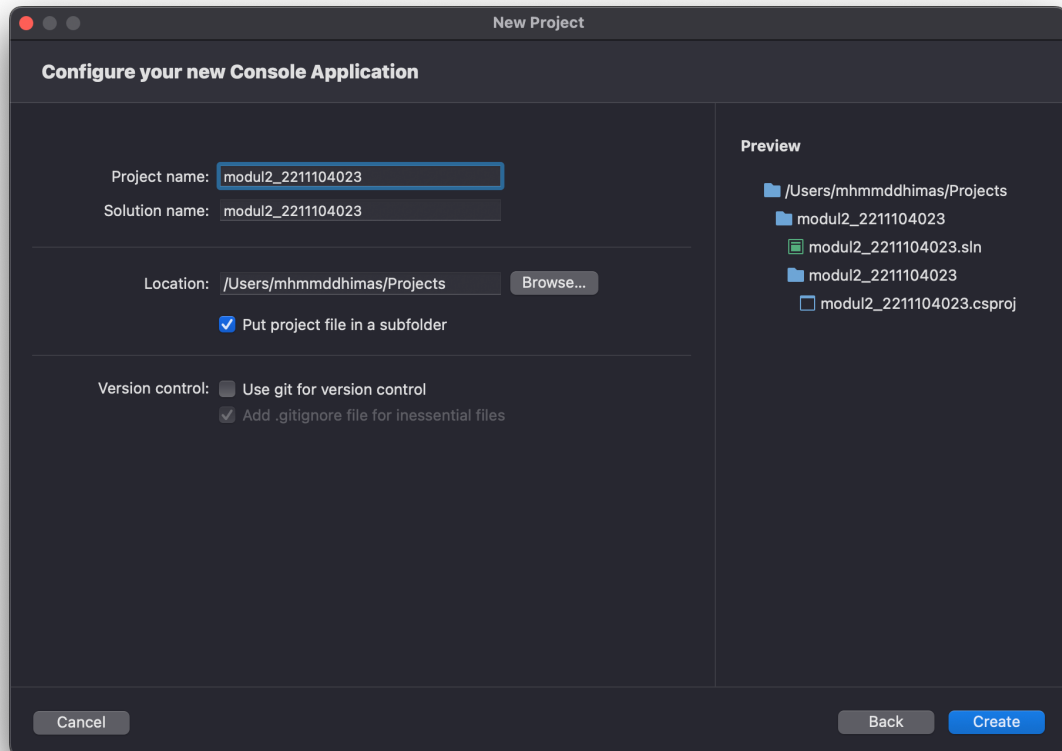 New Project
Configure your new Console Application
Project name: modul2_2211104023
Solution name: modul2_2211104023
Location: /Users/mhmmddhimas/Projects Browse...
Put project file in a subfolder
Version control: Use git for version control
Add .gitignore file for inessential files
Preview
/Users/mhmmddhimas/Projects
modul2_2211104023
modul2_2211104023.sln
modul2_2211104023
modul2_2211104023.csproj
Cancel Back Create